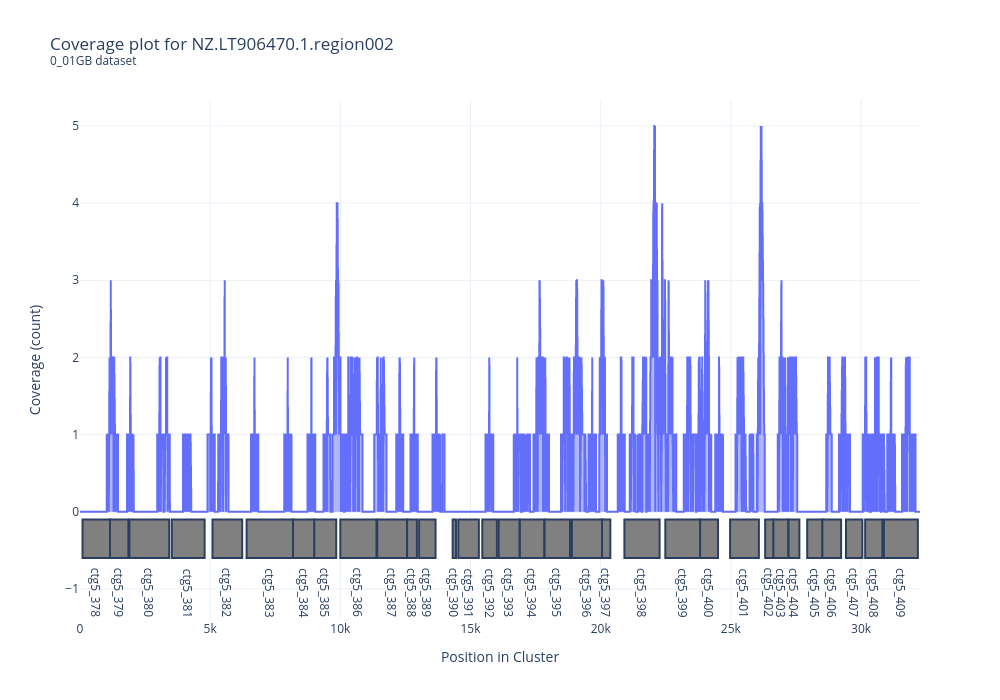 Coverage plot for NZ.LT906470.1.region002
0_01GB dataset
5
4
3
2
1
0
−1
Coverage (count)
ctg5_378
ctg5_379
ctg5_380
ctg5_381
ctg5_382
ctg5_383
ctg5_384
ctg5_385
ctg5_386
ctg5_387
ctg5_388
ctg5_389
ctg5_390
ctg5_391
ctg5_392
ctg5_393
ctg5_394
ctg5_395
ctg5_396
ctg5_397
ctg5_398
ctg5_399
ctg5_400
ctg5_401
ctg5_402
ctg5_403
ctg5_404
ctg5_405
ctg5_406
ctg5_407
ctg5_408
ctg5_409
0 5k 10k 15k 20k 25k 30k
Position in Cluster